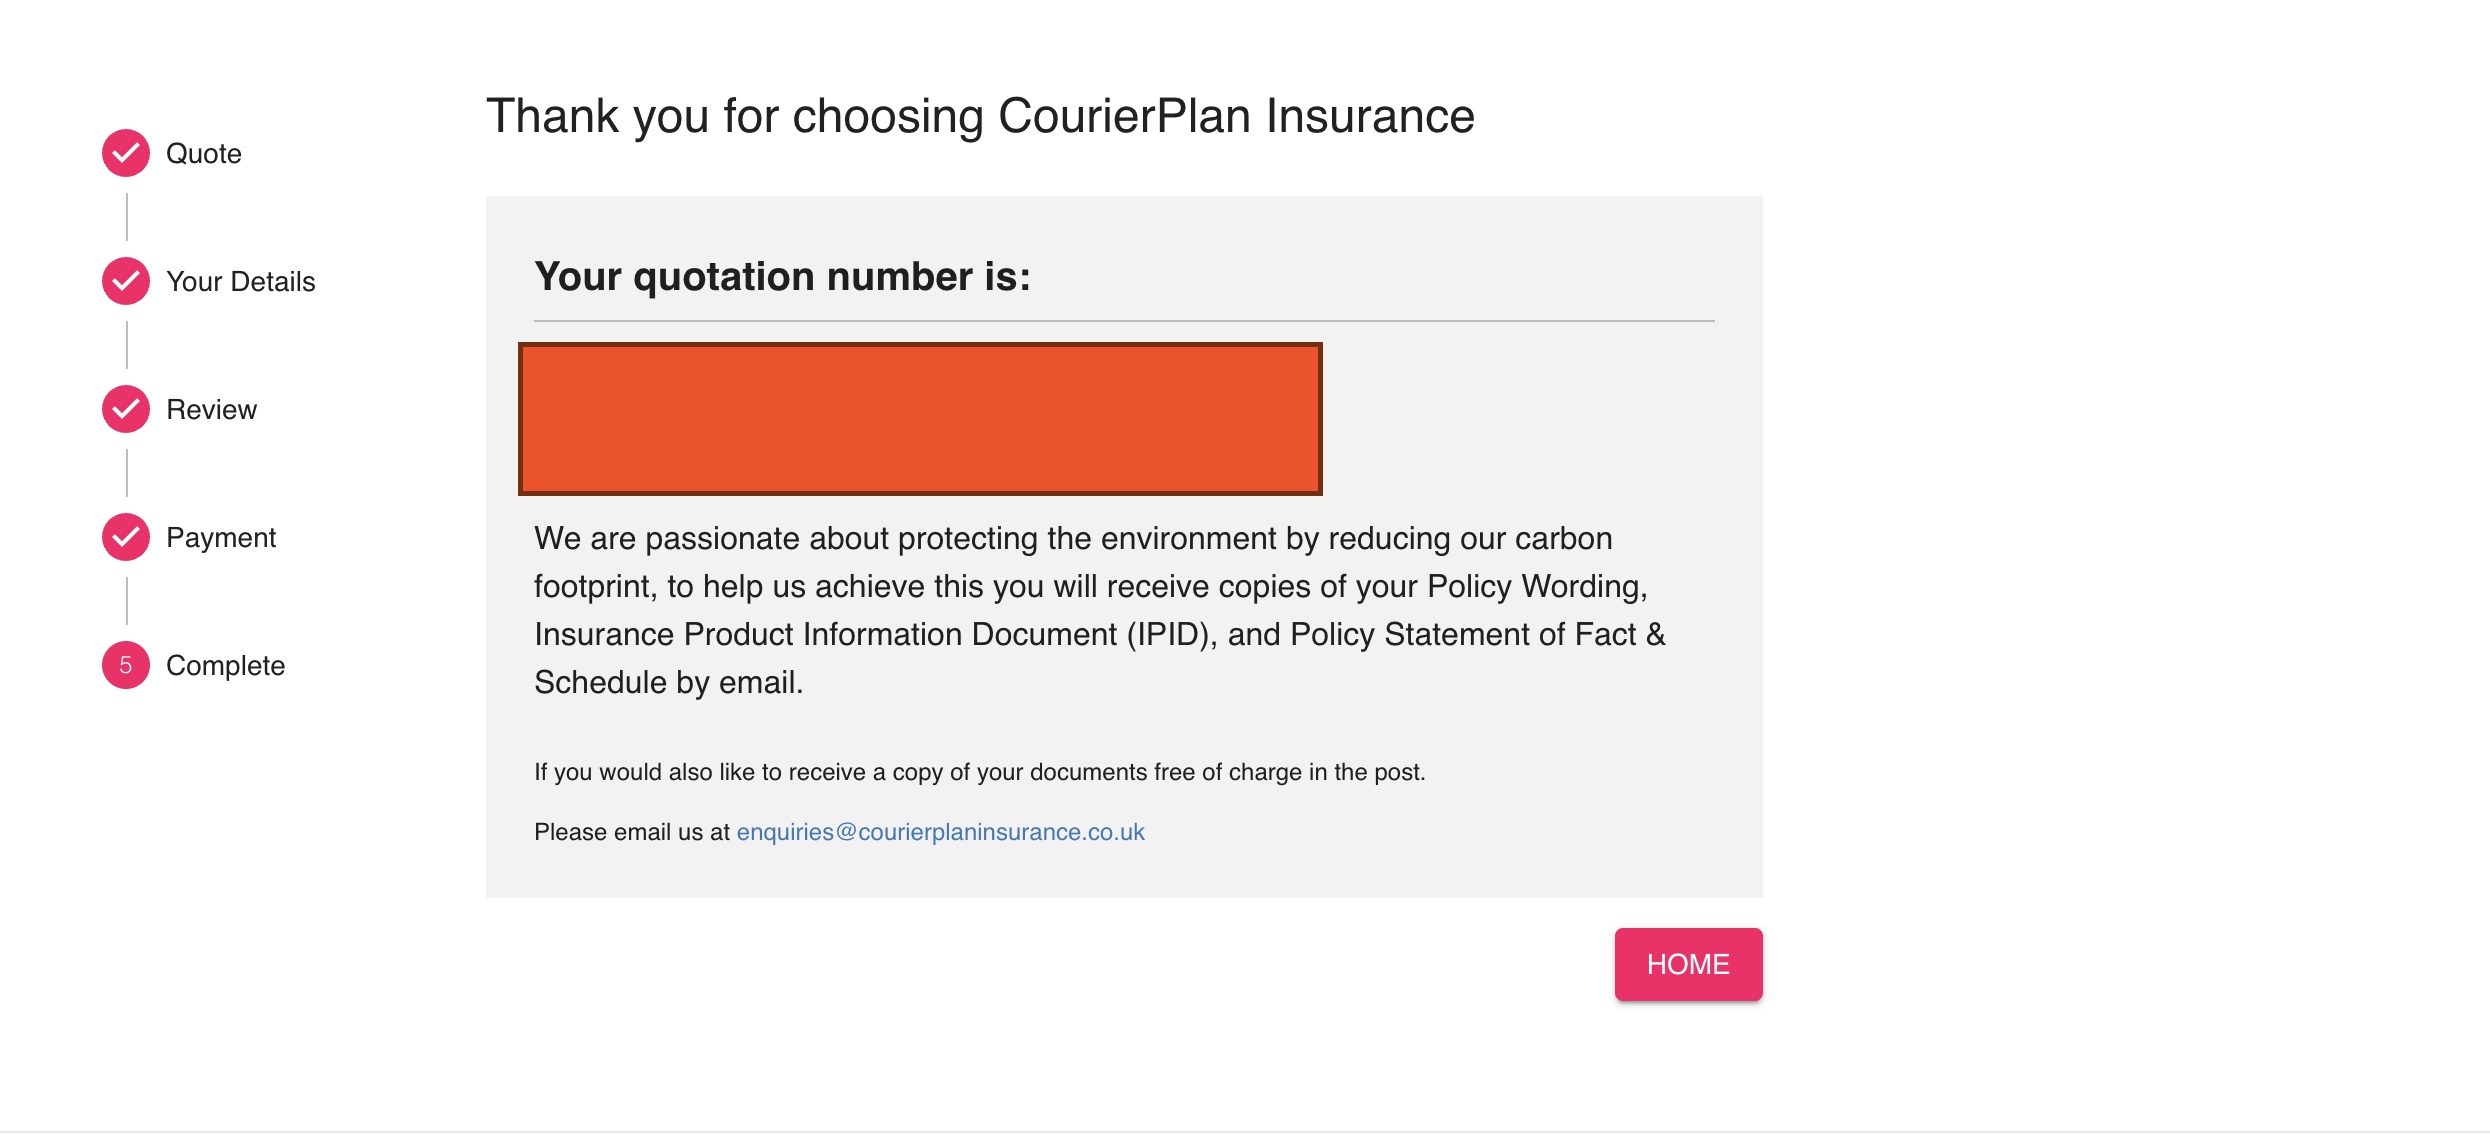 Thank you for choosing CourierPlan Insurance
Quote
Your Details
Review
Payment
5 Complete
Your quotation number is:
We are passionate about protecting the environment by reducing our carbon
footprint, to help us achieve this you will receive copies of your Policy Wording,
Insurance Product Information Document (IPID), and Policy Statement of Fact &
Schedule by email.
If you would also like to receive a copy of your documents free of charge in the post.
Please email us at enquiries@courierplaninsurance.co.uk
HOME